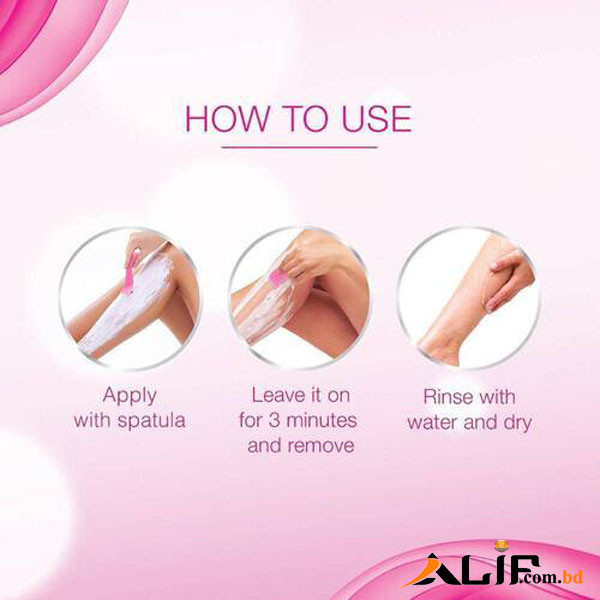 HOW TO USE
Apply
with spatula
Leave it on
for 3 minutes
and remove
Rinse with
water and dry
ALIF.com.bd